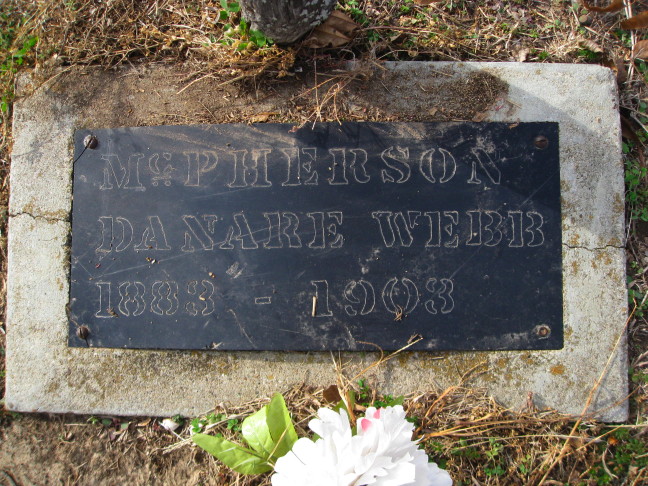 McPHERSON
DANARE WEBB
1883 - 1903